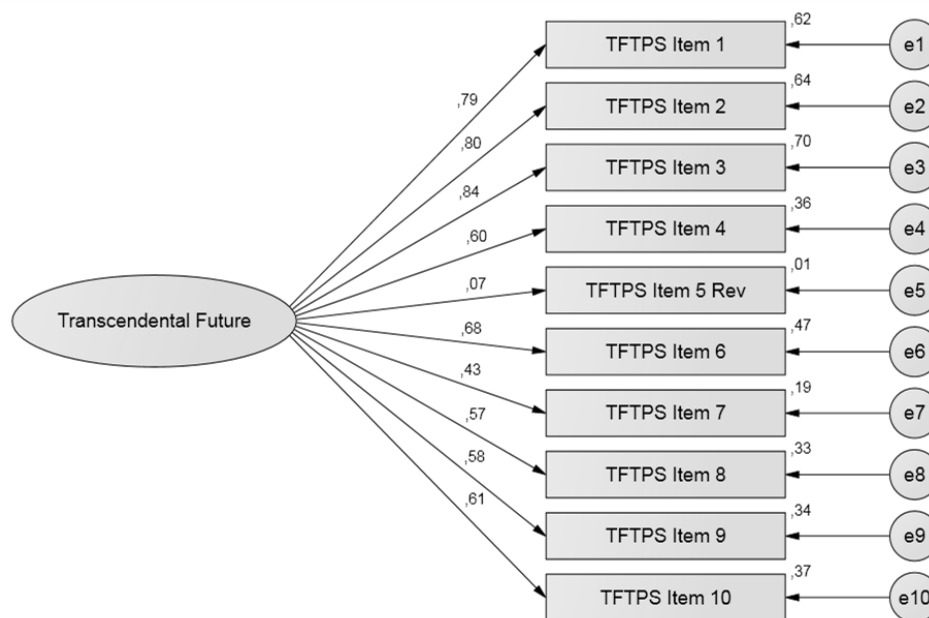 ,62
TFTPS Item 1
e1
,79
,64
TFTPS Item 2
e2
,80
,70
TFTPS Item 3
e3
,84
,36
TFTPS Item 4
e4
,60
,01
TFTPS Item 5 Rev
e5
,07
Transcendental Future
,47
TFTPS Item 6
e6
,68
,19
TFTPS Item 7
e7
,43
,33
TFTPS Item 8
e8
,57
,34
TFTPS Item 9
e9
,58
,37
TFTPS Item 10
e10
,61